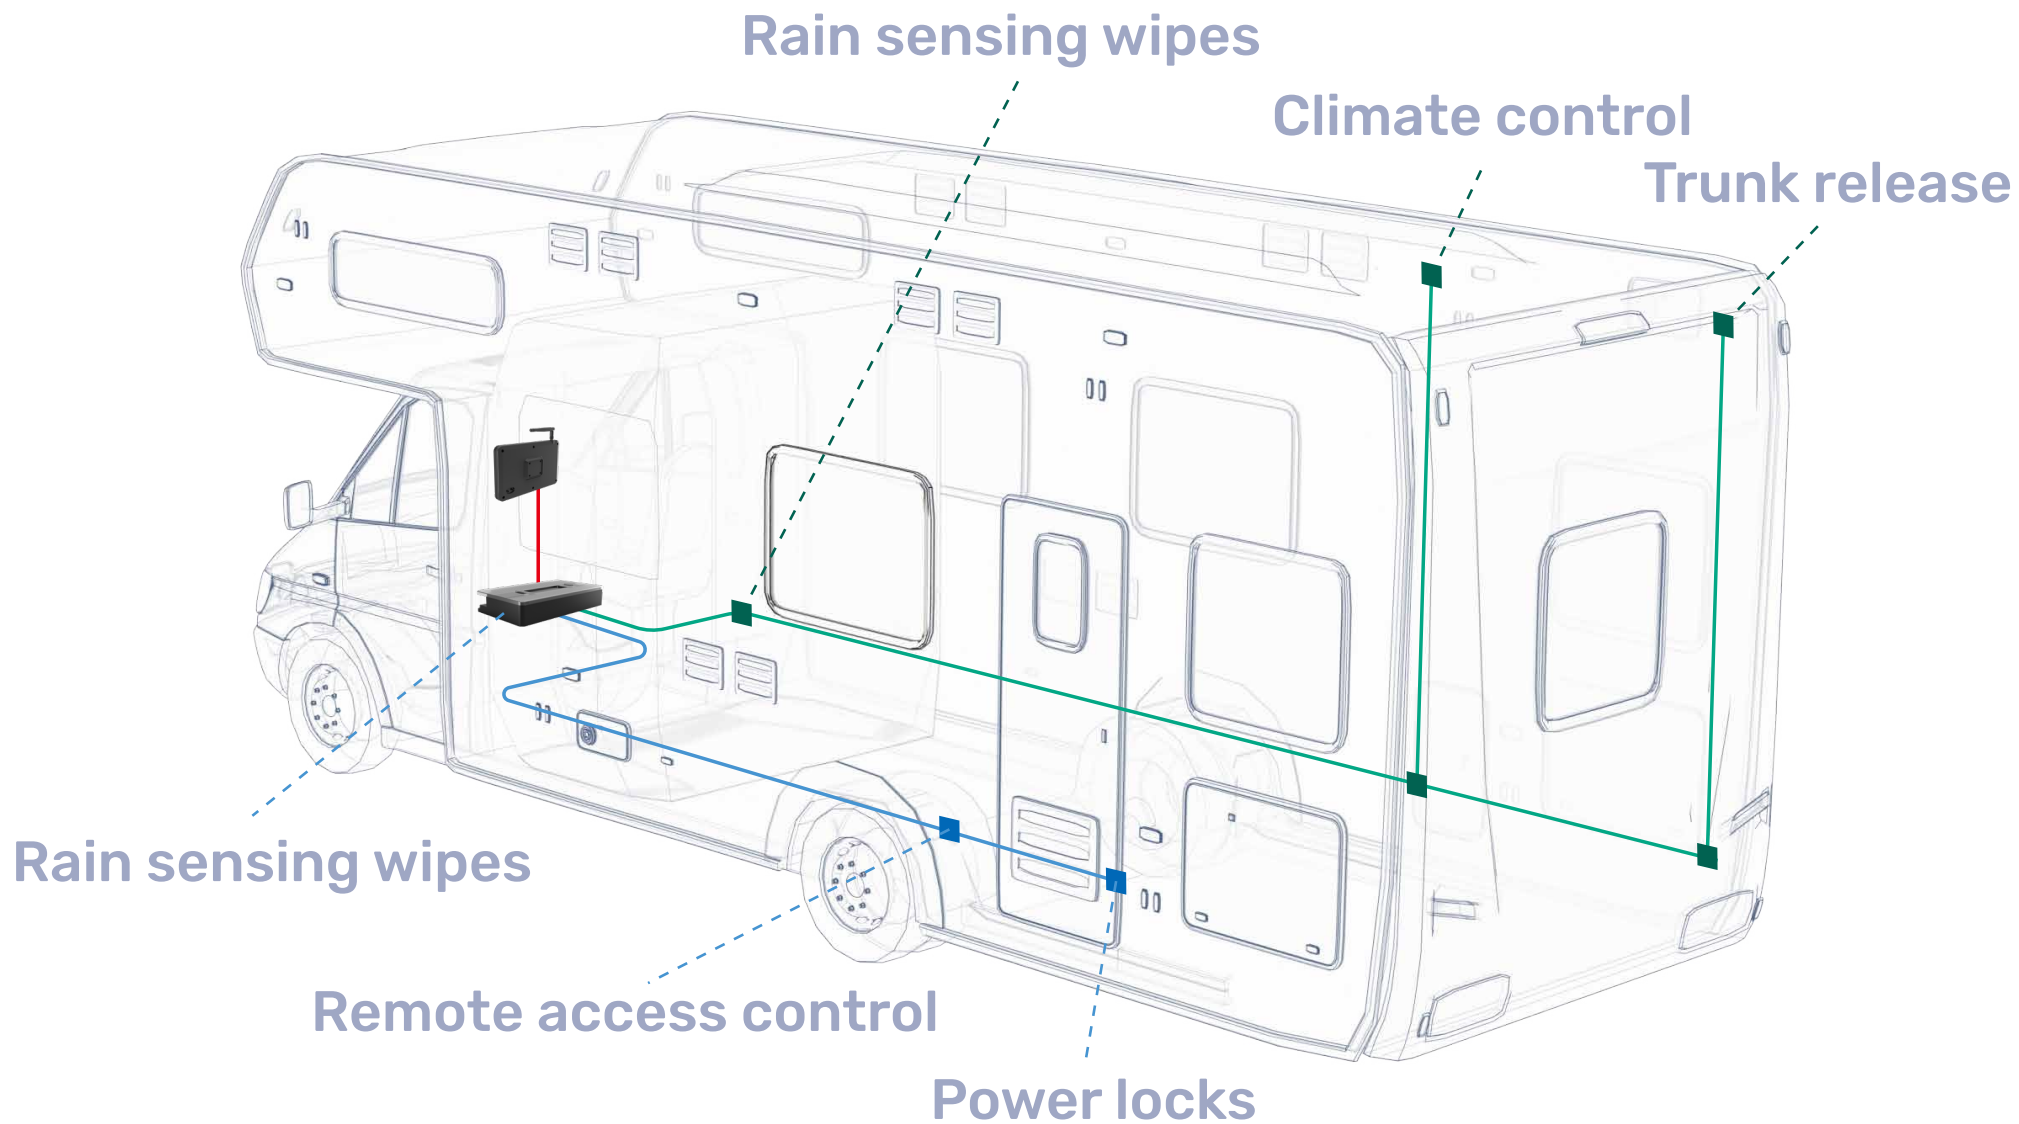 Rain sensing wipes
Climate control
Trunk release
Rain sensing wipes
Remote access control
Power locks